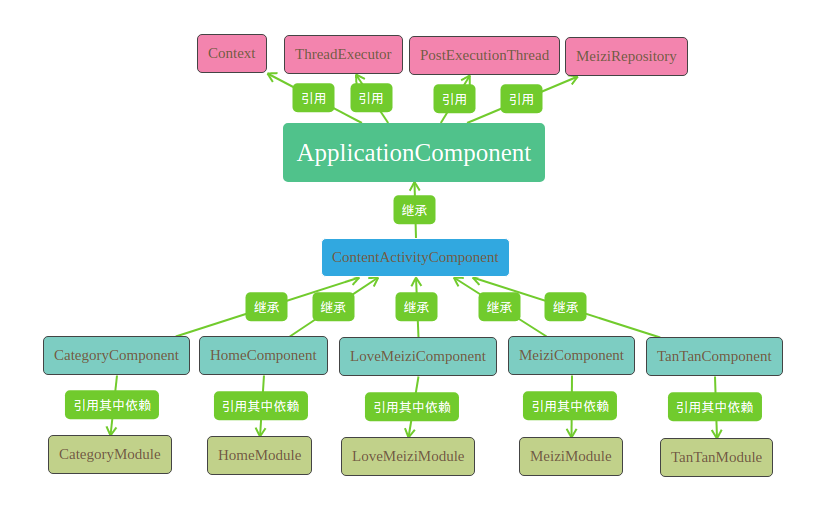 Context
ThreadExecutor
PostExecutionThread
MeiziRepository
引用
引用
引用
引用
ApplicationComponent
继承
ContentActivityComponent
继承
继承
继承
继承
继承
CategoryComponent
HomeComponent
LoveMeiziComponent
MeiziComponent
TanTanComponent
引用其中依赖
引用其中依赖
引用其中依赖
引用其中依赖
引用其中依赖
CategoryModule
HomeModule
LoveMeiziModule
MeiziModule
TanTanModule